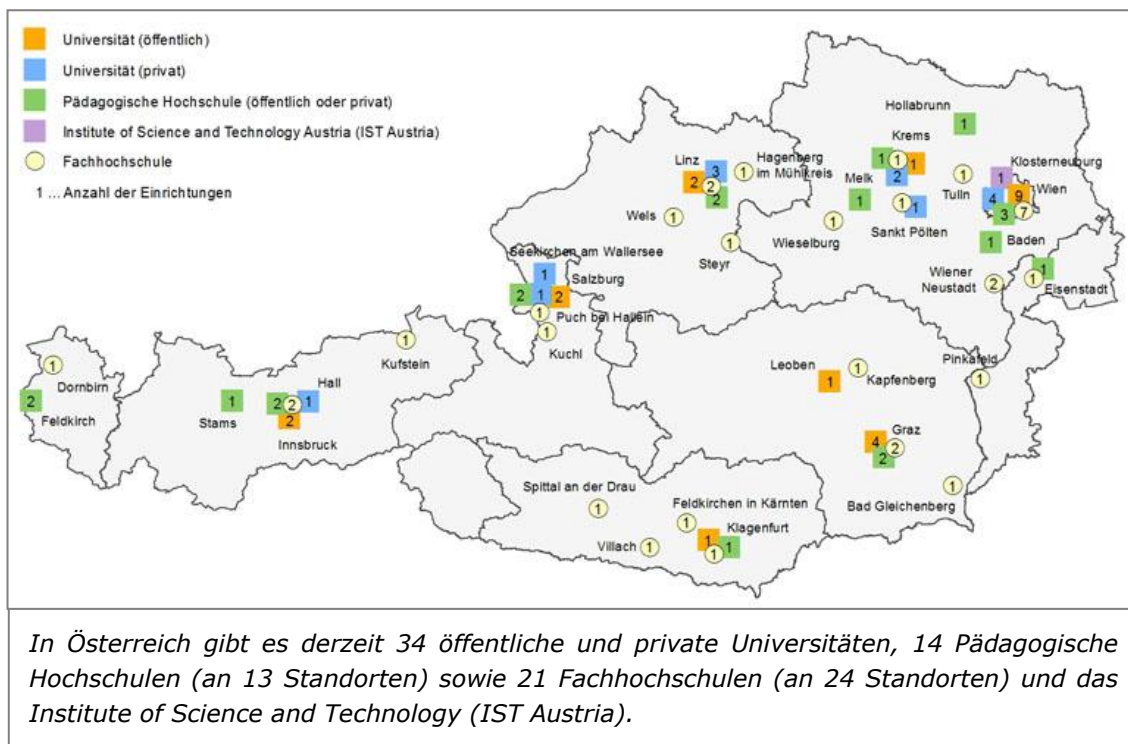 Universität (öffentlich)
Universität (privat)
Pädagogische Hochschule (öffentlich oder privat)
Institute of Science and Technology Austria (IST Austria)
Fachhochschule
1 ... Anzahl der Einrichtungen
Hollabrunn
1
Krems
1
1
1
2
Klosterneuburg
1
Linz
3
2
2
2
Hagenberg
im Mühlkreis
1
Melk
1
Tulln
1
Wien
4
9
3
7
Wels
1
Sankt Pölten
1
1
Wieselburg
1
Steyr
1
Baden
1
Seekirchen am Wallersee
1
Salzburg
2
1
2
Wiener
Neustadt
2
Eisenstadt
1
1
Puch bei Hallein
1
Kuchl
1
Kufstein
1
Dornbirn
1
Feldkirch
2
Stams
1
Hall
1
Innsbruck
2
2
2
Leoben
1
Kapfenberg
1
Pinkafeld
1
Graz
4
2
2
Bad Gleichenberg
1
Spittal an der Drau
1
Feldkirchen in Kärnten
1
Villach
1
Klagenfurt
1
1
1
In Österreich gibt es derzeit 34 öffentliche und private Universitäten, 14 Pädagogische
Hochschulen (an 13 Standorten) sowie 21 Fachhochschulen (an 24 Standorten) und das
Institute of Science and Technology (IST Austria).